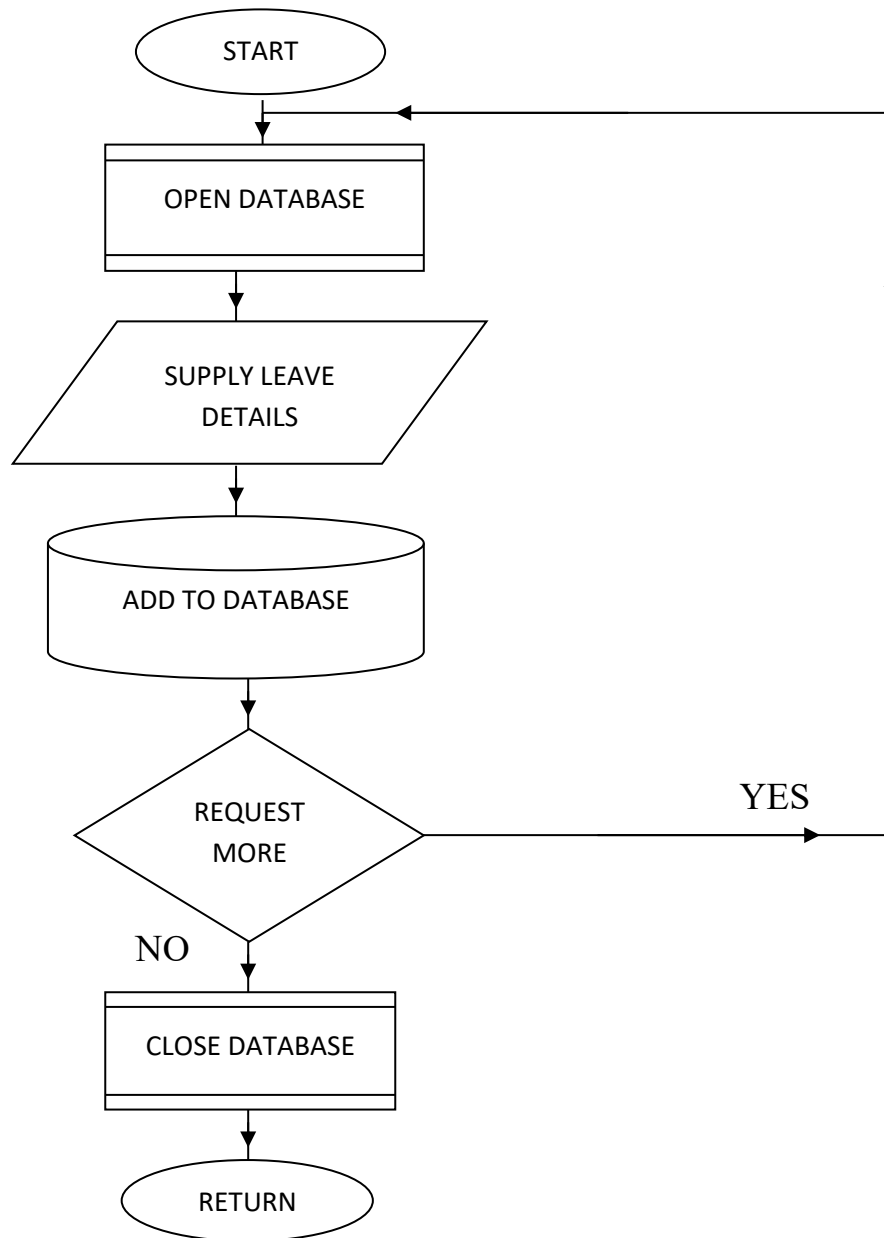 START
OPEN DATABASE
SUPPLY LEAVE
DETAILS
ADD TO DATABASE
YES
REQUEST
MORE
NO
CLOSE DATABASE
RETURN